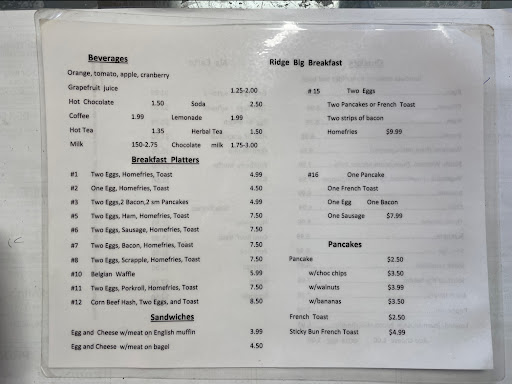 Beverages
Orange, tomato, apple, cranberry
Grapefruit juice 1.25-2.00
Hot Chocolate 1.50 Soda 2.50
Coffee 1.99 Lemonade 1.99
Hot Tea 1.35 Herbal Tea 1.50
Milk 150-2.75 Chocolate milk 1.75-3.00
Breakfast Platters
#1 Two Eggs, Homefries, Toast 4.99
#2 One Egg, Homefries, Toast 4.50
#3 Two Eggs,2 Bacon,2 sm Pancakes 4.99
#5 Two Eggs, Ham, Homefries, Toast 7.50
#6 Two Eggs, Sausage, Homefries, Toast 7.50
#7 Two Eggs, Bacon, Homefries, Toast 7.50
#8 Two Eggs, Scrapple, Homefries, Toast 7.50
#10 Belgian Waffle 5.99
#11 Two Eggs, Porkroll, Homefries, Toast 7.50
#12 Corn Beef Hash, Two Eggs, and Toast 8.50
Sandwiches
Egg and Cheese w/meat on English muffin 3.99
Egg and Cheese w/meat on bagel 4.50
Ridge Big Breakfast
#15 Two Eggs
Two Pancakes or French Toast
Two strips of bacon
Homefries $9.99
#16 One Pancake
One French Toast
One Egg One Bacon
One Sausage $7.99
Pancakes
Pancake $2.50
w/choc chips $3.50
w/walnuts $3.99
w/bananas $3.50
French Toast $2.50
Sticky Bun French Toast $4.99